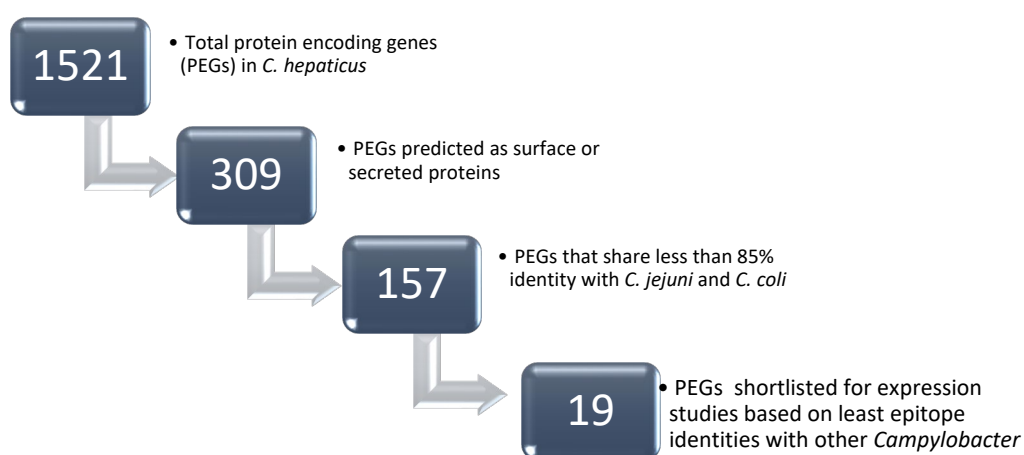 1521
• Total protein encoding genes
(PEGs) in C. hepaticus
309
• PEGs predicted as surface or
secreted proteins
157
• PEGs that share less than 85%
identity with C. jejuni and C. coli
19
• PEGs shortlisted for expression
studies based on least epitope
identities with other Campylobacter